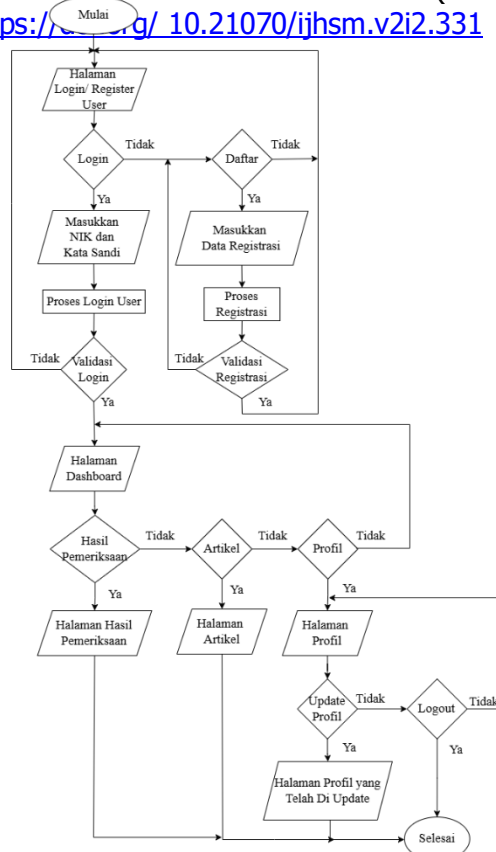 Mulai
ps://d
.org/ 10.21070/ijhsm.v2i2.331
Halaman
Login/ Register
User
Login
Tidak
Daftar
Tidak
Ya
Ya
Masukkan
NIK dan
Kata Sandi
Masukkan
Data Registrasi
Proses Login User
Proses
Registrasi
Tidak
Validasi
Login
Tidak
Validasi
Registrasi
Ya
Ya
Halaman
Dashboard
Hasil
Pemeriksaan
Tidak
Artikel
Tidak
Profil
Tidak
Ya
Ya
Ya
Halaman Hasil
Pemeriksaan
Halaman
Artikel
Halaman
Profil
Update
Profil
Tidak
Logout
Tidak
Ya
Ya
Halaman Profil yang
Telah Di Update
Selesai